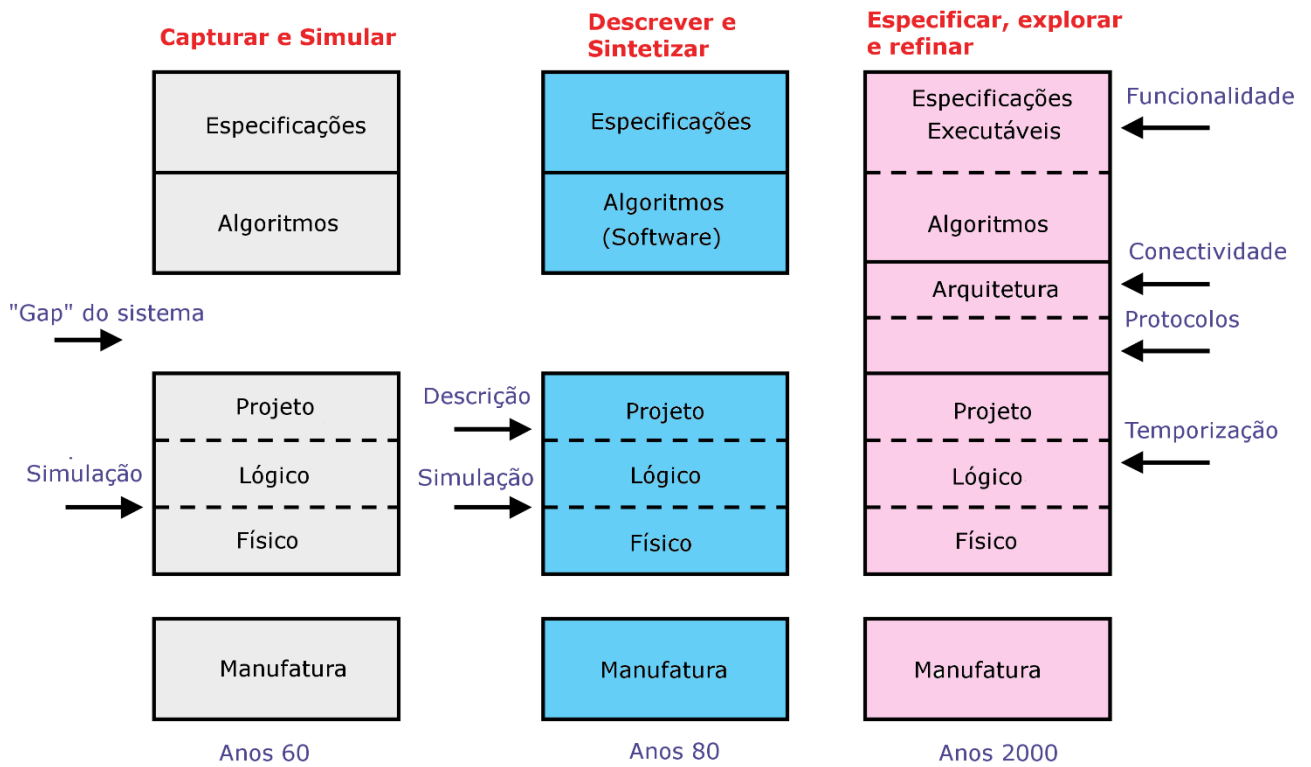 Capturar e Simular
Especificações
Algoritmos
"Gap" do sistema
Projeto
Simulação
Lógico
Físico
Manufatura
Anos 60
Descrever e
Sintetizar
Especificações
Algoritmos
(Software)
Descrição
Projeto
Simulação
Lógico
Físico
Manufatura
Anos 80
Especificar, explorar
e refinar
Especificações
Executáveis
Funcionalidade
Algoritmos
Conectividade
Arquitetura
Protocolos
Projeto
Temporização
Lógico
Físico
Manufatura
Anos 2000